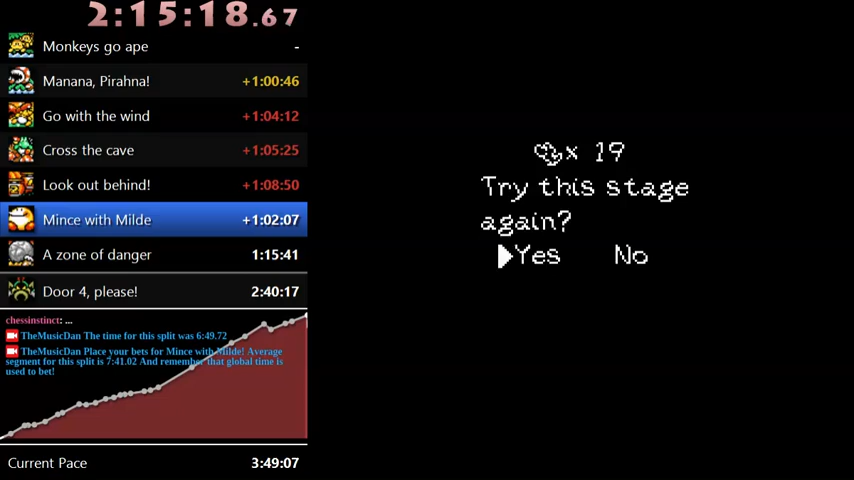 2:15:18.67
Monkeys go ape -
Manana, Pirahna! +1:00:46
Go with the wind +1:04:12
Cross the cave +1:05:25
Look out behind! +1:08:50
Mince with Milde +1:02:07
A zone of danger 1:15:41
Door 4, please! 2:40:17
chessinstinct: ...
TheMusicDan The time for this split was 6:49.72
TheMusicDan Place your bets for Mince with Milde! Average
segment for this split is 7:41.02 And remember that global time is
used to bet!
Current Pace 3:49:07
x 19
Try this stage
again?
Yes No